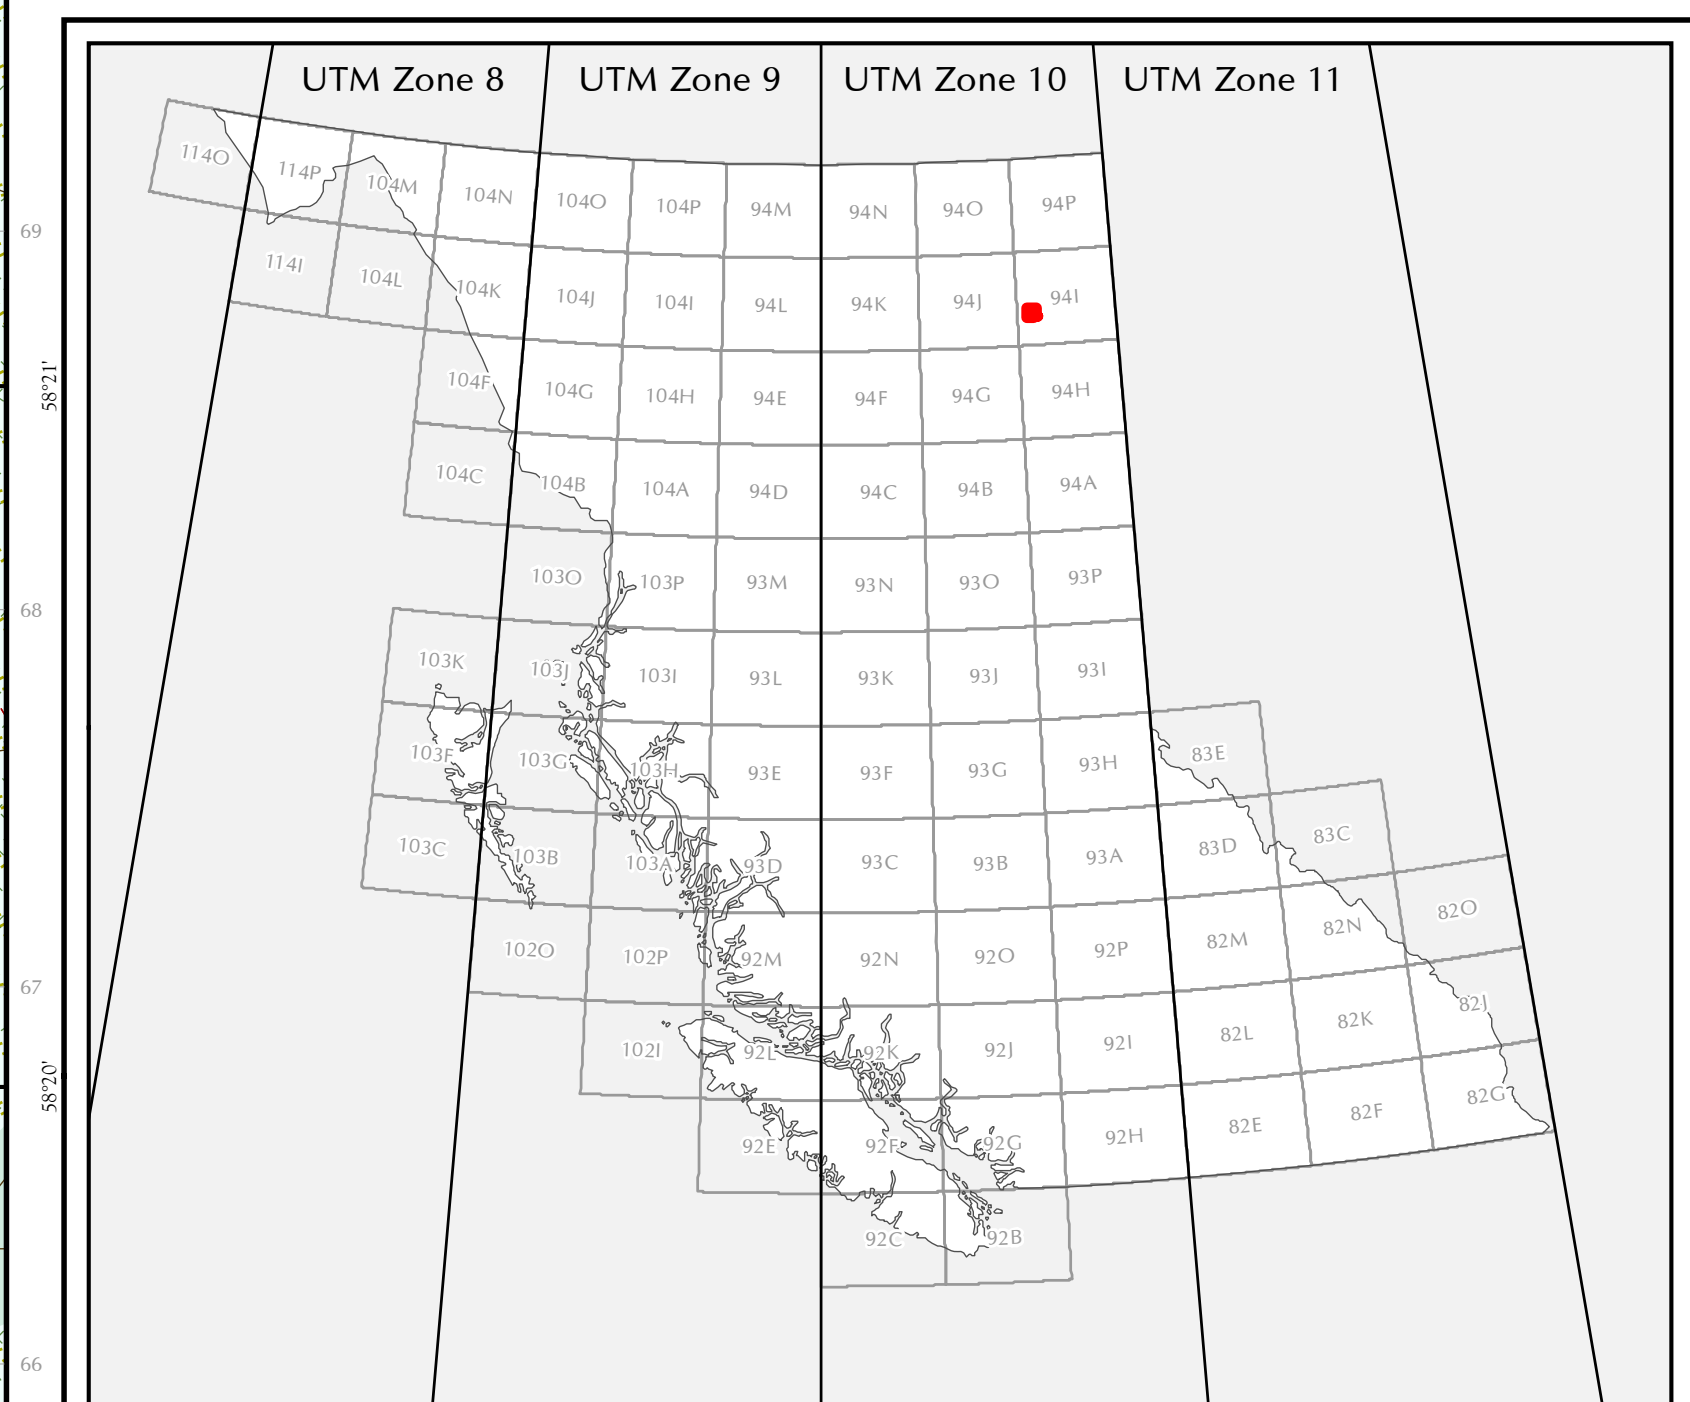 UTM Zone 8 UTM Zone 9 UTM Zone 10 UTM Zone 11
114O 114P 104M 104N 104O 104P 94M 94N 94O 94P
69
114I 104L 104K 104J 104I 94L 94K 94J 94I
58°21'
104F 104G 104H 94E 94F 94G 94H
104C 104B 104A 94D 94C 94B 94A
103O 103P 93M 93N 93O 93P
68
103K 103J 103I 93L 93K 93J 93I
103F 103G 103H 93E 93F 93G 93H 83E
103C 103B 103A 93D 93C 93B 93A 83D 83C
102O 102P 92M 92N 92O 92P 82M 82N 82O
67
102I 92L 92K 92J 92I 82L 82K 82J
58°20'
92E 92F 92G 92H 82E 82F 82G
92C 92B
66